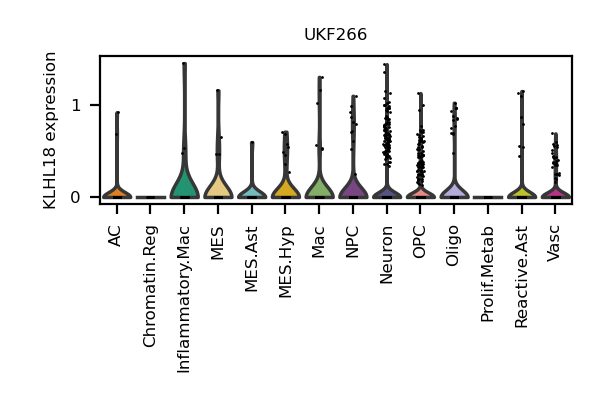 UKF266
KLHL18 expression
1
0
AC
Chromatin.Reg
Inflammatory.Mac
MES
MES.Ast
MES.Hyp
Mac
NPC
Neuron
OPC
Oligo
Prolif.Metab
Reactive.Ast
Vasc